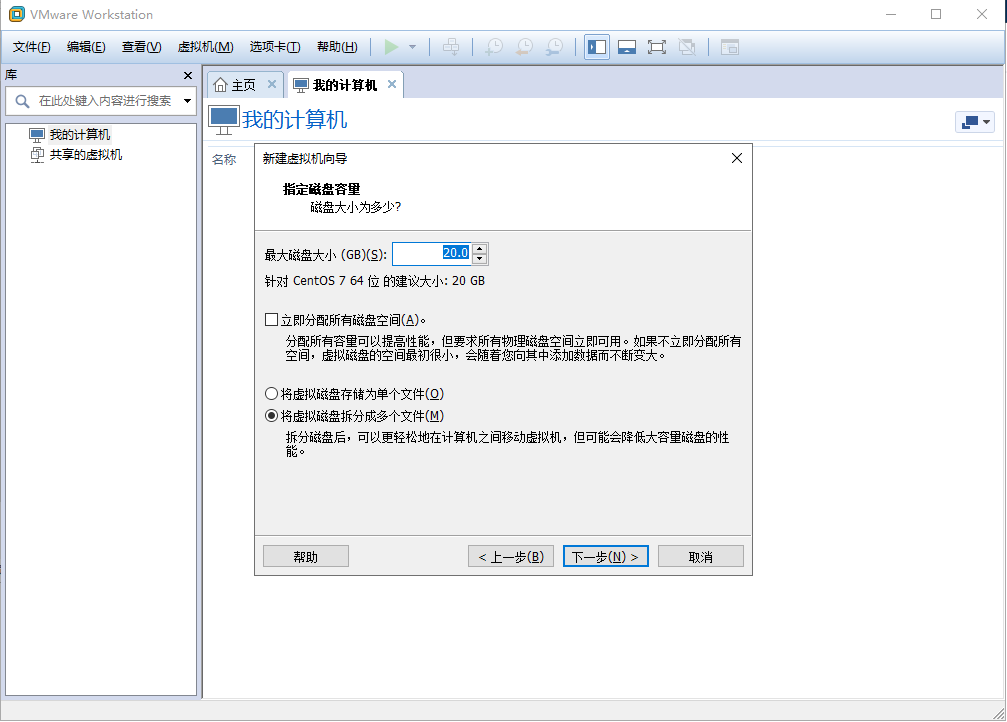 VMware Workstation
文件(F) 编辑(E) 查看(V) 虚拟机(M) 选项卡(T) 帮助(H)
库
在此处键入内容进行搜索
我的计算机
共享的虚拟机
主页
我的计算机
我的计算机
名称
新建虚拟机向导
指定磁盘容量
磁盘大小为多少?
最大磁盘大小 (GB)(S): 20.0
针对 CentOS 7 64 位 的建议大小: 20 GB
立即分配所有磁盘空间(A)。
分配所有容量可以提高性能，但要求所有物理磁盘空间立即可用。如果不立即分配所有
空间，虚拟磁盘的空间最初很小，会随着您向其中添加数据而不断变大。
将虚拟磁盘存储为单个文件(O)
将虚拟磁盘拆分成多个文件(M)
拆分磁盘后，可以更轻松地在计算机之间移动虚拟机，但可能会降低大容量磁盘的性
能。
帮助 < 上一步(B) 下一步(N) > 取消